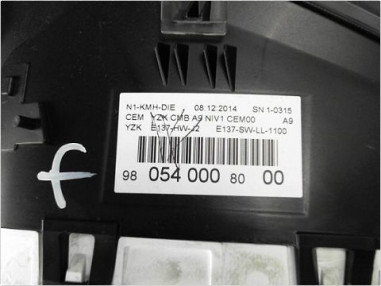 N1-KMH-DIE 08.12.2014 SN 1-0315
CEM YZK CMB A9 NIV1 CEM00 A9
YZK E137-HW-J2 E137-SW-LL-1100
98 054 000 80 00
f